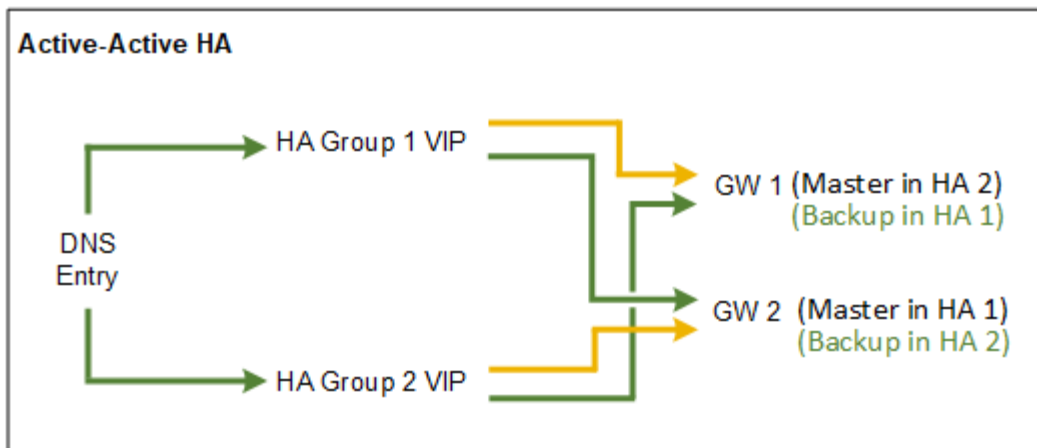 Active-Active HA
HA Group 1 VIP
GW 1 (Master in HA 2)
(Backup in HA 1)
DNS
Entry
GW 2 (Master in HA 1)
(Backup in HA 2)
HA Group 2 VIP